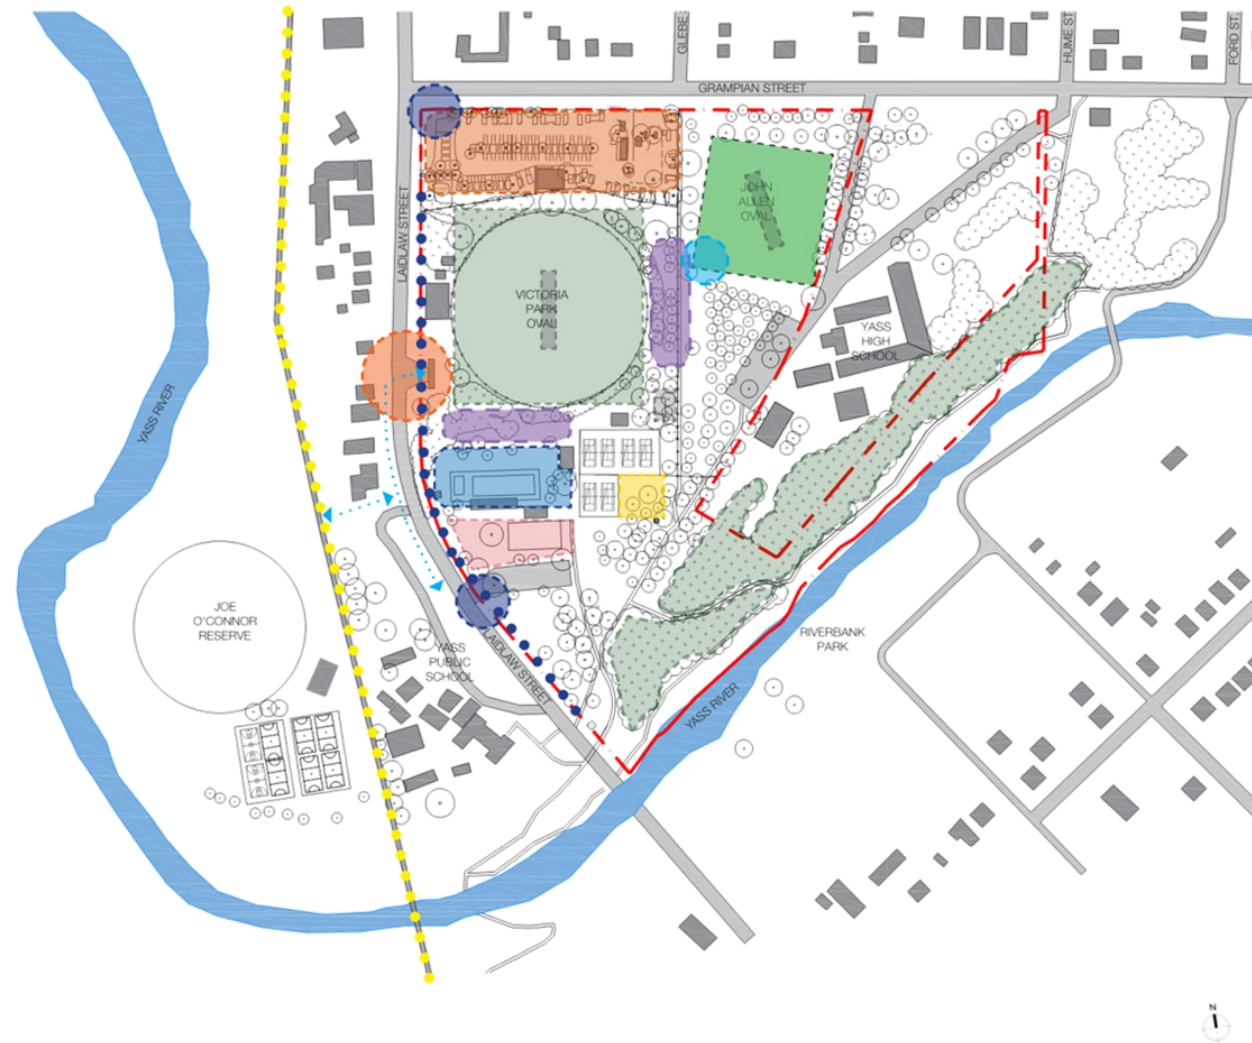 GLEBE
HUME ST
FORD ST.
GRAMPIAN STREET
LAIDLAW STREET
JOHN
ALLEN
OVAL
VICTORIA
PARK
OVAL
YASS
HIGH
SCHOOL
YASS RIVER
JOE
O'CONNOR
RESERVE
YASS
PUBLIC
SCHOOL
LAIDLAW STREET
RIVERBANK
PARK
YASS RIVER
N